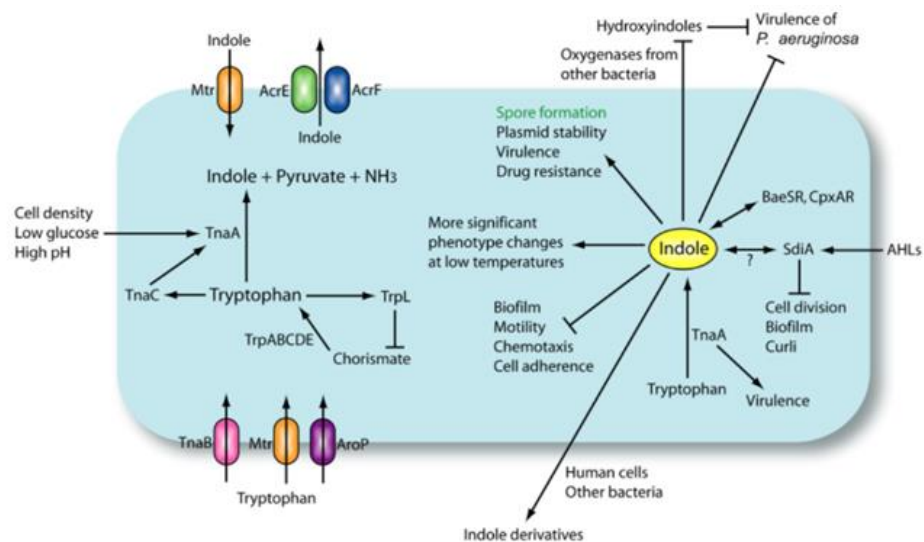 Indole
Mtr
AcrE
AcrF
Indole
Indole + Pyruvate + NH3
Cell density
Low glucose
High pH
TnaA
TnaC
Tryptophan
TrpL
TrpABCDE
Chorismate
TnaB
Mtr
AroP
Tryptophan
Hydroxyindoles
Virulence of
P. aeruginosa
Oxygenases from
other bacteria
Spore formation
Plasmid stability
Virulence
Drug resistance
BaeSR, CpxAR
More significant
phenotype changes
at low temperatures
Indole
?
SdiA
AHLs
Biofilm
Motility
Chemotaxis
Cell adherence
Cell division
Biofilm
Curli
TnaA
Tryptophan
Virulence
Human cells
Other bacteria
Indole derivatives